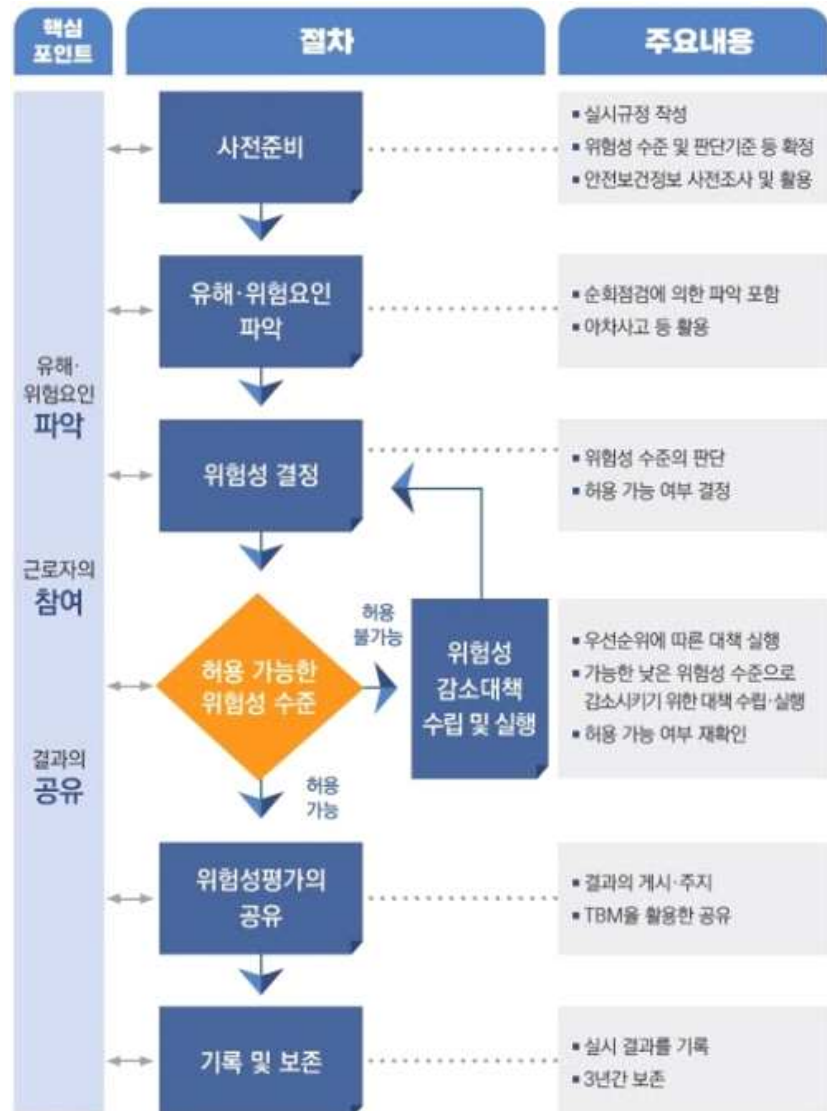 핵심
포인트
절차
주요내용
사전준비
▪ 실시규정 작성
▪ 위험성 수준 및 판단기준 등 확정
▪ 안전보건정보 사전조사 및 활용
유해·위험요인
파악
▪ 순회점검에 의한 파악 포함
▪ 아차사고 등 활용
유해·
위험요인
파악
위험성 결정
▪ 위험성 수준의 판단
▪ 허용 가능 여부 결정
근로자의
참여
허용 가능한
위험성 수준
허용
불가능
위험성
감소대책
수립 및 실행
▪ 우선순위에 따른 대책 실행
▪ 가능한 낮은 위험성 수준으로
감소시키기 위한 대책 수립·실행
▪ 허용 가능 여부 재확인
결과의
공유
허용
가능
위험성평가의
공유
▪ 결과의 게시·주지
▪ TBM을 활용한 공유
기록 및 보존
▪ 실시 결과를 기록
▪ 3년간 보존